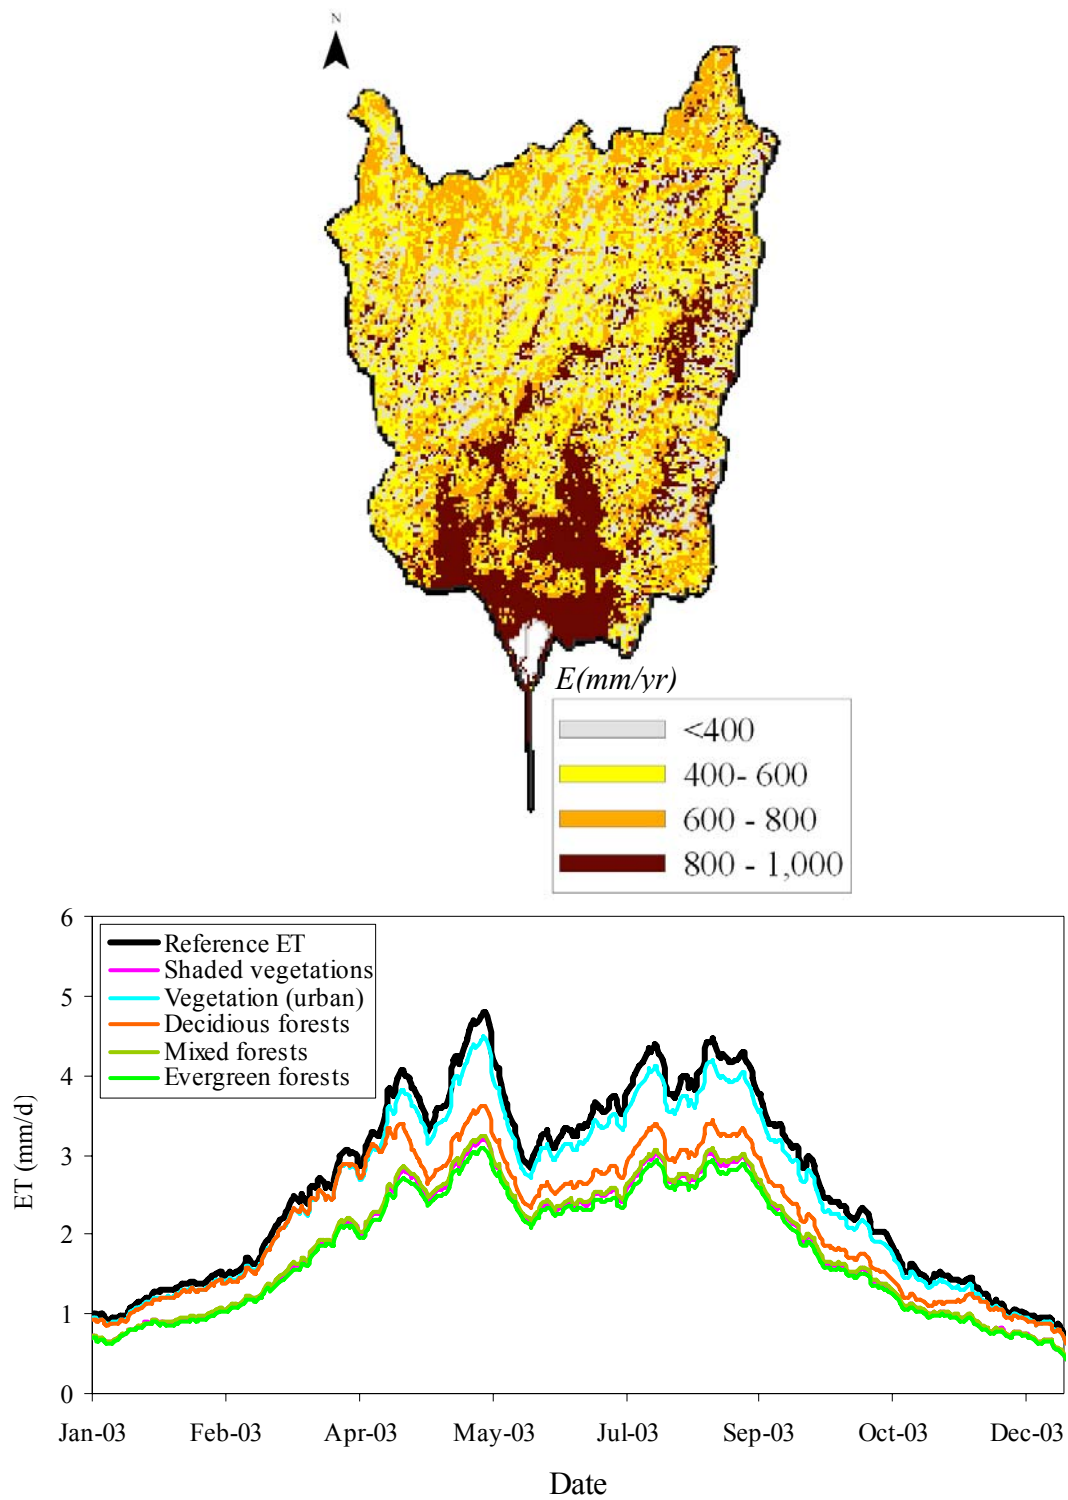 N
E(mm/yr)
<400
400- 600
600 - 800
800 - 1,000
6
5
4
3
2
1
0
ET (mm/d)
Reference ET
Shaded vegetations
Vegetation (urban)
Decidious forests
Mixed forests
Evergreen forests
Jan-03 Feb-03 Apr-03 May-03 Jul-03 Sep-03 Oct-03 Dec-03
Date